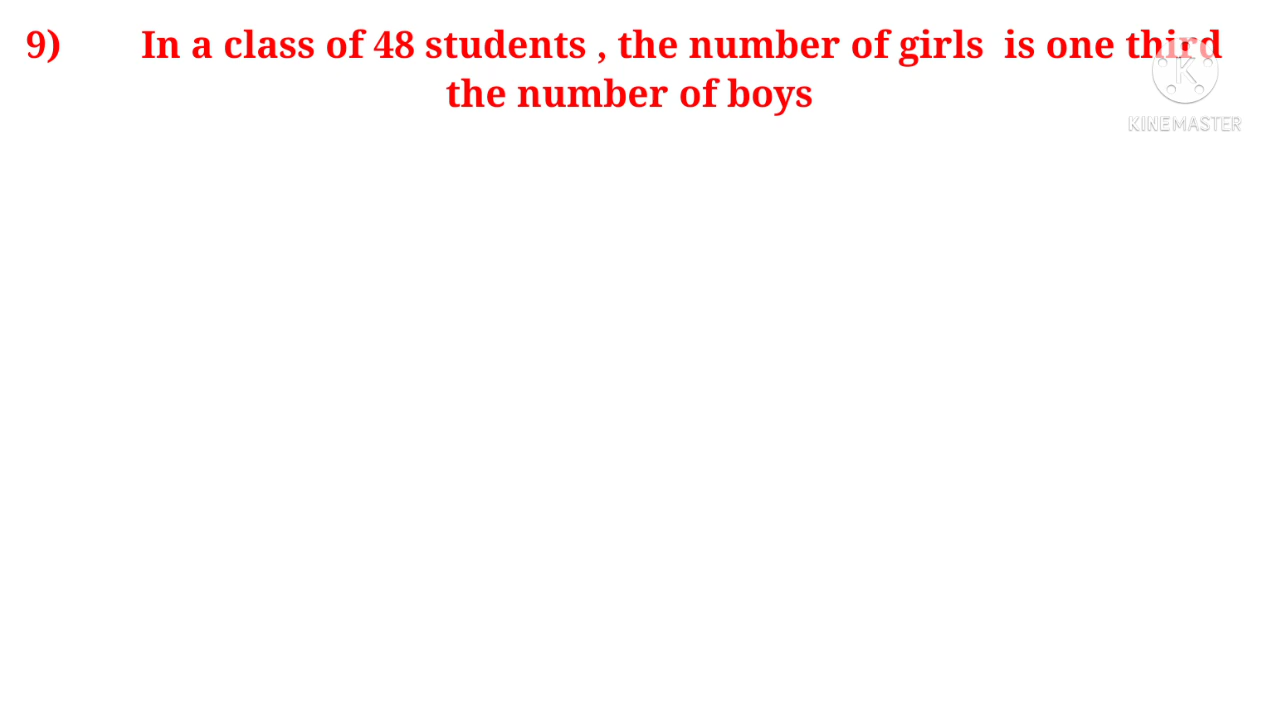 9) In a class of 48 students , the number of girls is one third
the number of boys
K
KINEMASTER